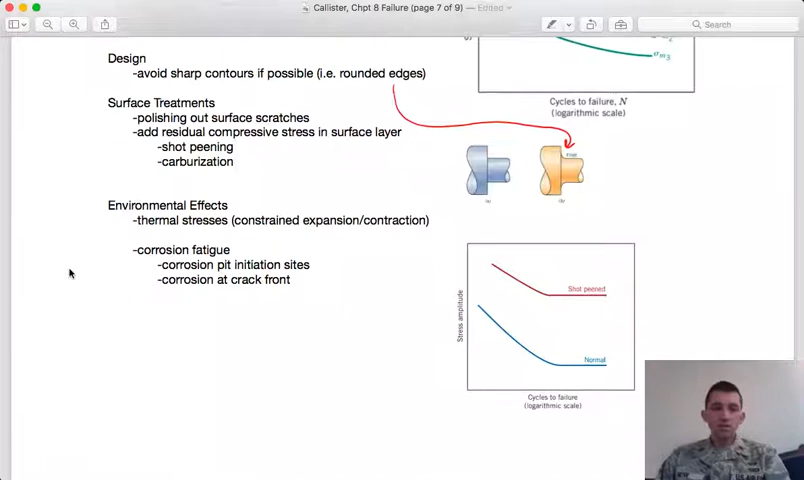 Callister, Chpt 8 Failure (page 7 of 9) — Edited
Search
Design
-avoid sharp contours if possible (i.e. rounded edges)
σm3
Cycles to failure, N
(logarithmic scale)
Surface Treatments
-polishing out surface scratches
-add residual compressive stress in surface layer
-shot peening
-carburization
Fillet
(a)
(b)
Environmental Effects
-thermal stresses (constrained expansion/contraction)
-corrosion fatigue
-corrosion pit initiation sites
-corrosion at crack front
Shot peened
Normal
Stress amplitude
Cycles to failure
(logarithmic scale)